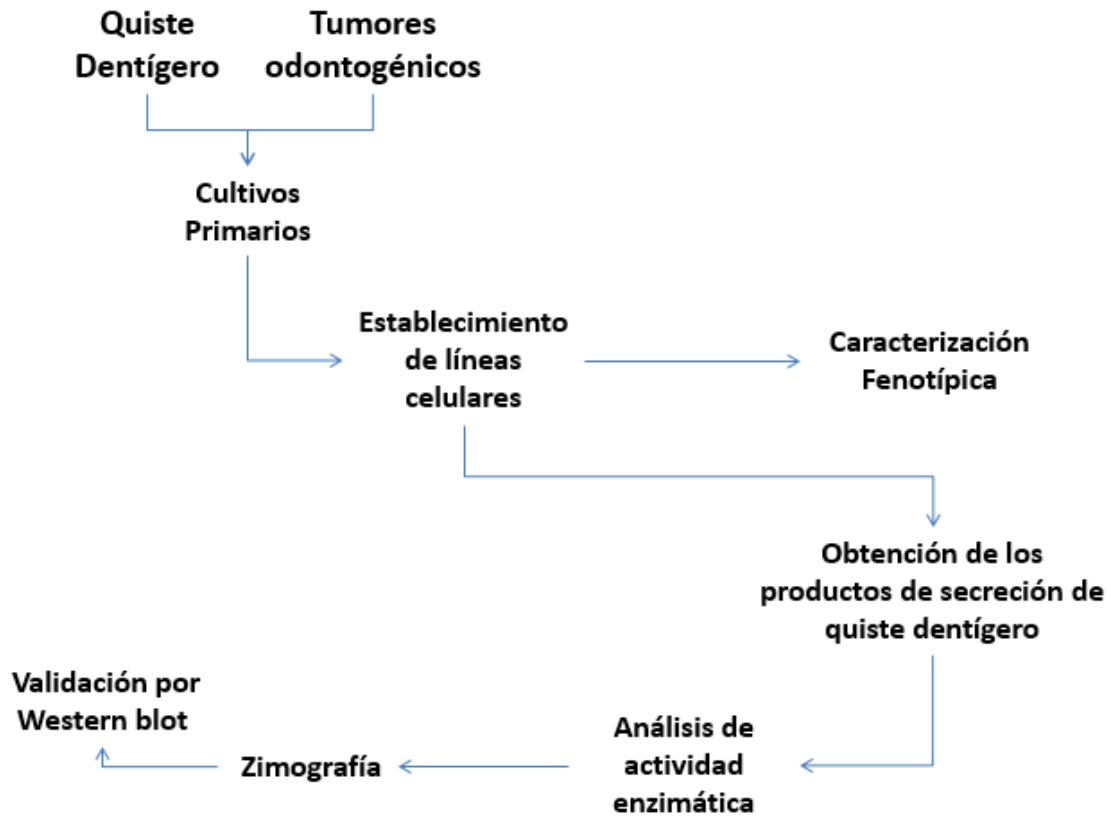 Quiste
Dentígero
Tumores
odontogénicos
Cultivos
Primarios
Establecimiento
de líneas
celulares
Caracterización
Fenotípica
Obtención de los
productos de secreción de
quiste dentígero
Análisis de
actividad
enzimática
Zimografía
Validación por
Western blot